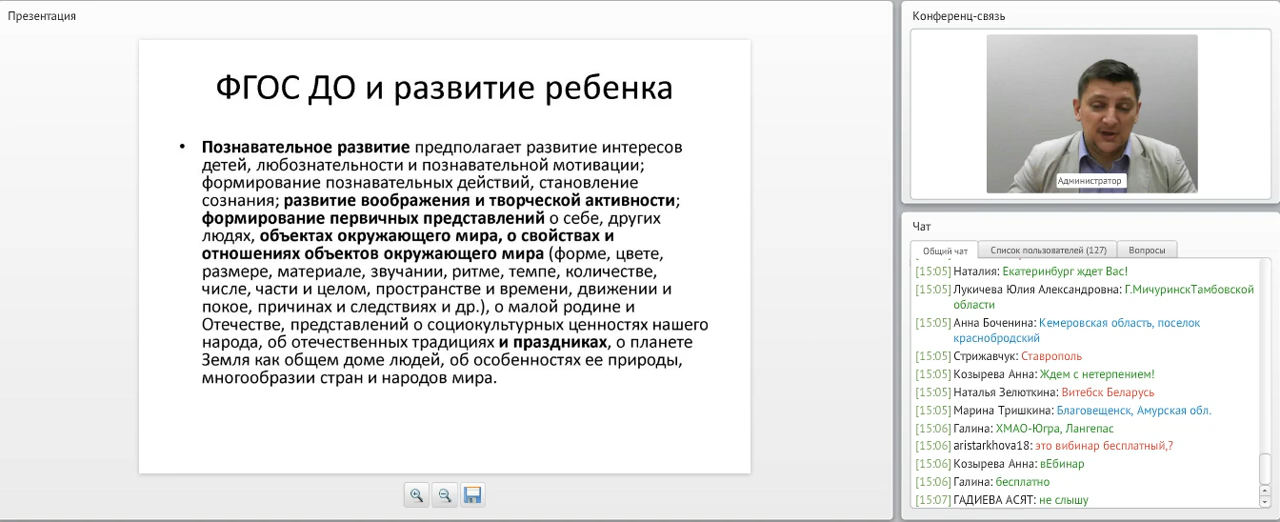 Презентация
ФГОС ДО и развитие ребенка
• Познавательное развитие предполагает развитие интересов
детей, любознательности и познавательной мотивации;
формирование познавательных действий, становление
сознания; развитие воображения и творческой активности;
формирование первичных представлений о себе, других
людях, объектах окружающего мира, о свойствах и
отношениях объектов окружающего мира (форме, цвете,
размере, материале, звучании, ритме, темпе, количестве,
числе, части и целом, пространстве и времени, движении и
покое, причинах и следствиях и др.), о малой родине и
Отечестве, представлений о социокультурных ценностях нашего
народа, об отечественных традициях и праздниках, о планете
Земля как общем доме людей, об особенностях ее природы,
многообразии стран и народов мира.
Конференц-связь
Администратор
Чат
Общий чат Список пользователей (127) Вопросы
[15:05] Наталия: Екатеринбург ждет Вас!
[15:05] Лукичева Юлия Александровна: Г.МичуринскТамбовской
области
[15:05] Анна Боченина: Кемеровская область, поселок
краснобродский
[15:05] Стрижавчук: Ставрополь
[15:05] Козырева Анна: Ждем с нетерпением!
[15:05] Наталья Зелюткина: Витебск Беларусь
[15:05] Марина Тришкина: Благовещенск, Амурская обл.
[15:06] Галина: ХМАО-Югра, Лангепас
[15:06] aristarkhova18: это вибинар бесплатный,?
[15:06] Козырева Анна: вЕбинар
[15:06] Галина: бесплатно
[15:07] ГАДИЕВА АСЯТ: не слышу